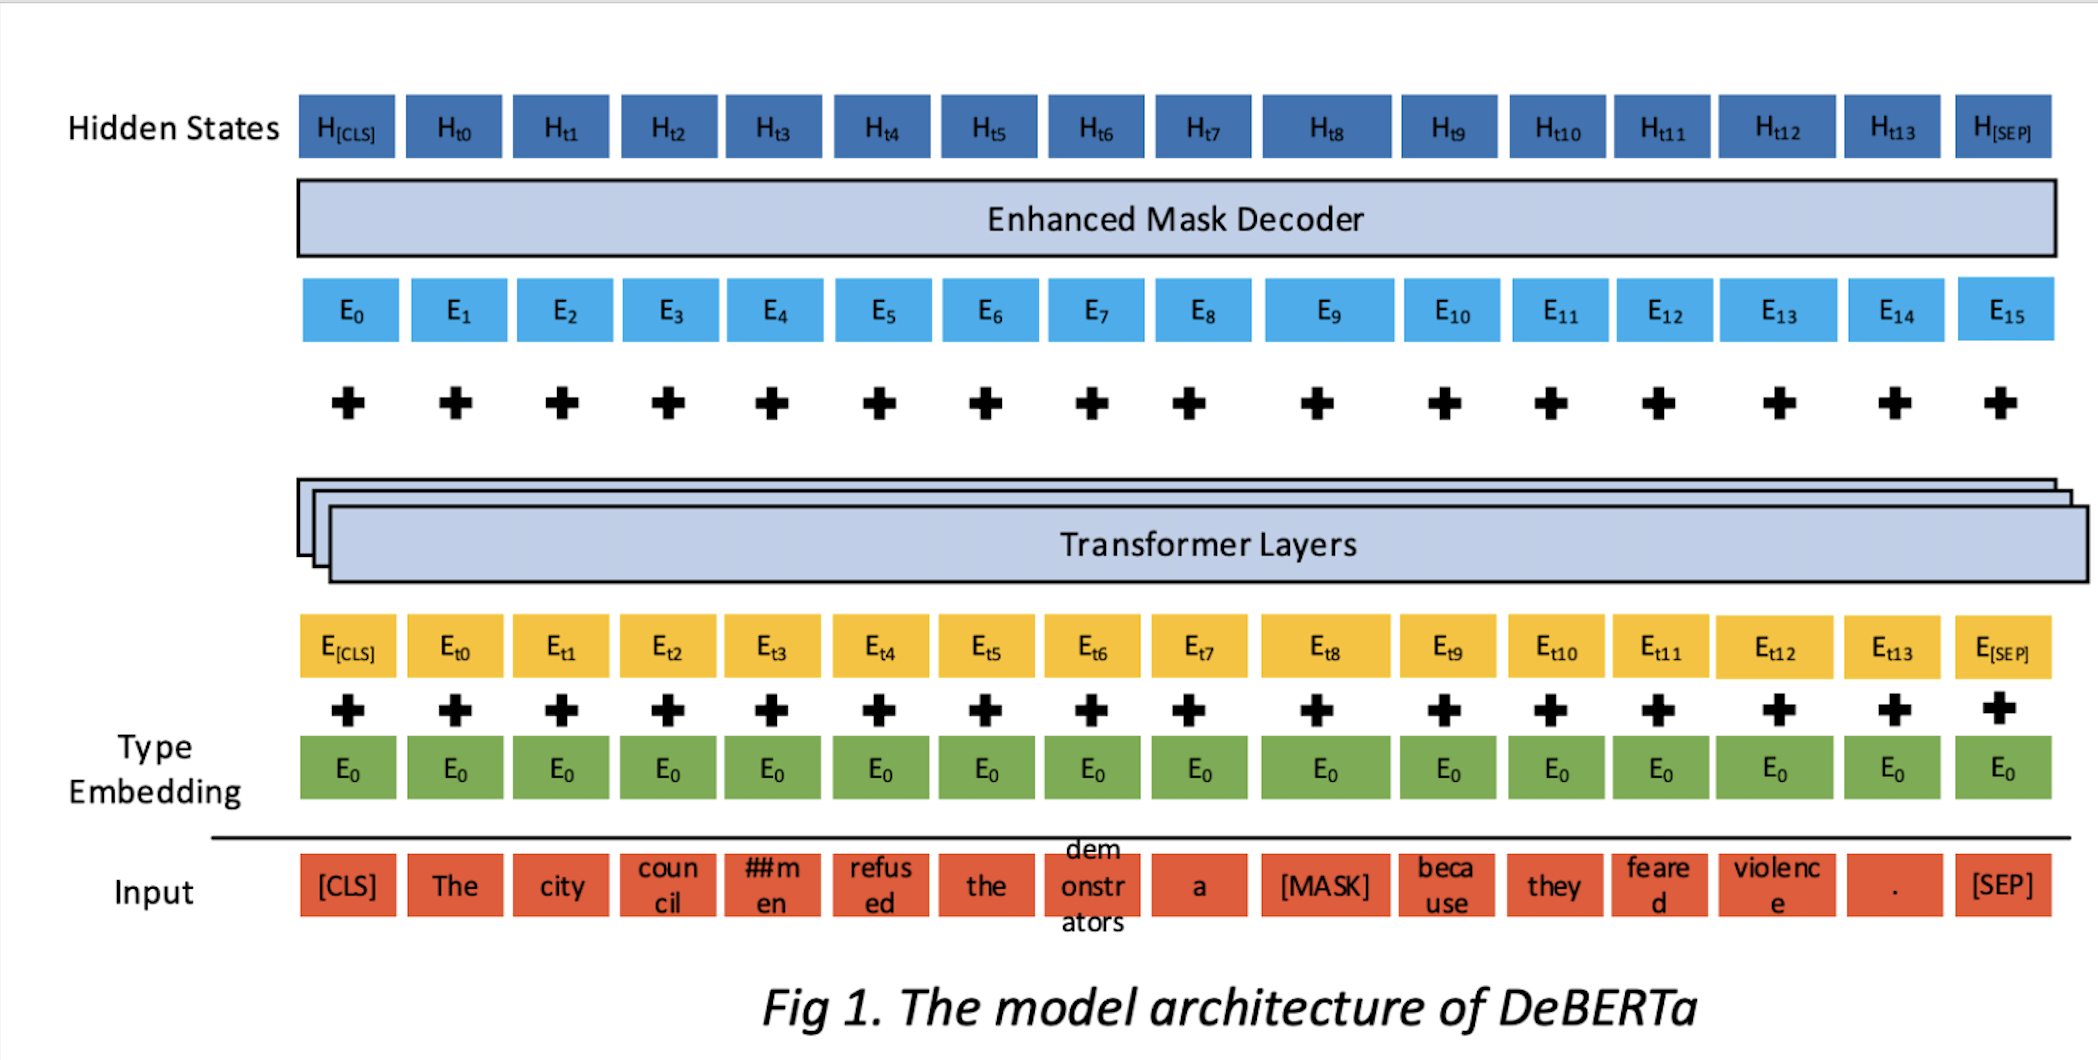 Hidden States H[CLS] Ht0 Ht1 Ht2 Ht3 Ht4 Ht5 Ht6 Ht7 Ht8 Ht9 Ht10 Ht11 Ht12 Ht13 H[SEP]
Enhanced Mask Decoder
E0 E1 E2 E3 E4 E5 E6 E7 E8 E9 E10 E11 E12 E13 E14 E15
+ + + + + + + + + + + + + + + +
Transformer Layers
E[CLS] Et0 Et1 Et2 Et3 Et4 Et5 Et6 Et7 Et8 Et9 Et10 Et11 Et12 Et13 E[SEP]
+ + + + + + + + + + + + + + + +
Type
Embedding
E0 E0 E0 E0 E0 E0 E0 E0 E0 E0 E0 E0 E0 E0 E0 E0
Input
[CLS]
The
city
coun
cil
##m
en
refus
ed
the
dem
onstr
ators
a
[MASK]
beca
use
they
feare
d
violenc
e
.
[SEP]
Fig 1. The model architecture of DeBERTa